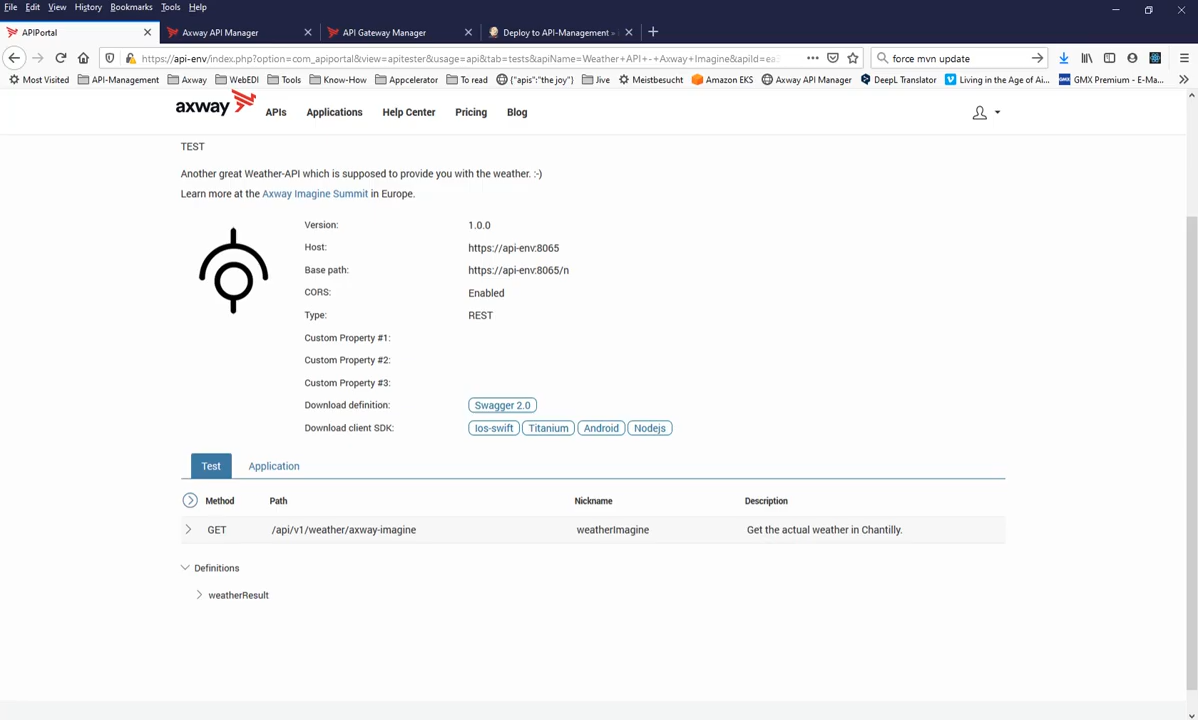 File Edit View History Bookmarks Tools Help
APIPortal
Axway API Manager
API Gateway Manager
Deploy to API-Management >
https://api-env/index.php?option=com_apiportal&view=apitester&usage=api&tab=tests&apiName=Weather+API+-+Axway+Imagine&apiId=ea
force mvn update
Most Visited API-Management Axway WebEDI Tools Know-How Appcelerator To read {"apis":"the joy"} Jive Meistbesucht Amazon EKS Axway API Manager DeepL Translator Living in the Age of Ai... GMX Premium - E-Ma...
axway APIs Applications Help Center Pricing Blog
TEST
Another great Weather-API which is supposed to provide you with the weather. :-)
Learn more at the Axway Imagine Summit in Europe.
Version: 1.0.0
Host: https://api-env:8065
Base path: https://api-env:8065/n
CORS: Enabled
Type: REST
Custom Property #1:
Custom Property #2:
Custom Property #3:
Download definition: Swagger 2.0
Download client SDK: Ios-swift Titanium Android Nodejs
Test Application
Method Path Nickname Description
GET /api/v1/weather/axway-imagine weatherImagine Get the actual weather in Chantilly.
Definitions
weatherResult